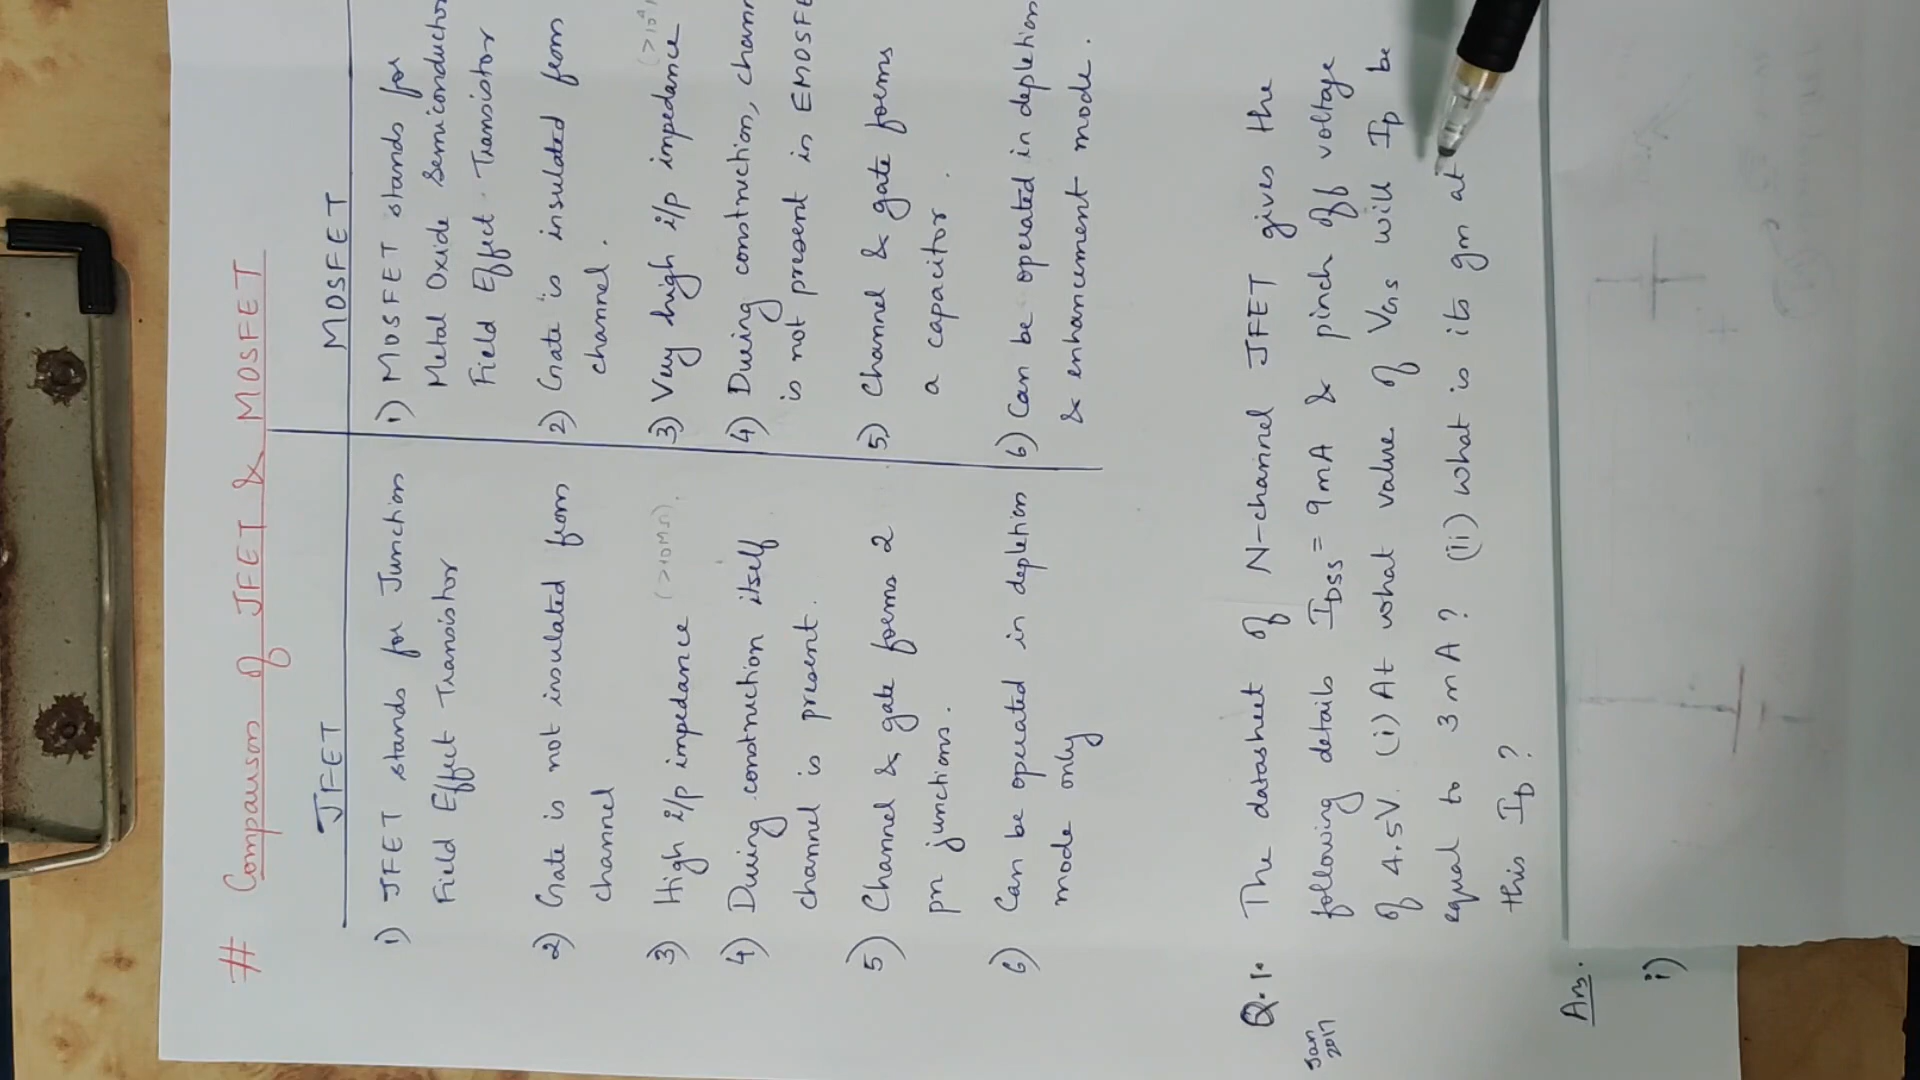 # Comparison of JFET & MOSFET
JFET
1) JFET stands for Junction
Field Effect Transistor
2) Gate is not insulated from
channel
3) High i/p impedance (>10MΩ)
4) During construction itself
channel is present.
5) Channel & gate forms 2
pn junctions.
6) Can be operated in depletion
mode only
MOSFET
1) MOSFET stands for
Metal Oxide Semiconductor
Field Effect Transistor
2) Gate is insulated from
channel.
3) Very high i/p impedance
4) During construction, chann
is not present in EMOSFE
5) Channel & gate forms
a capacitor.
6) Can be operated in depletion
& enhancement mode.
Q.1. The datasheet of N-channel JFET gives the
Jan
2017
following details IDSS = 9mA & pinch off voltage
of 4.5V. (i) At what value of VGS will ID be
equal to 3mA? (ii) what is its gm at
this ID?
Ans.
i)